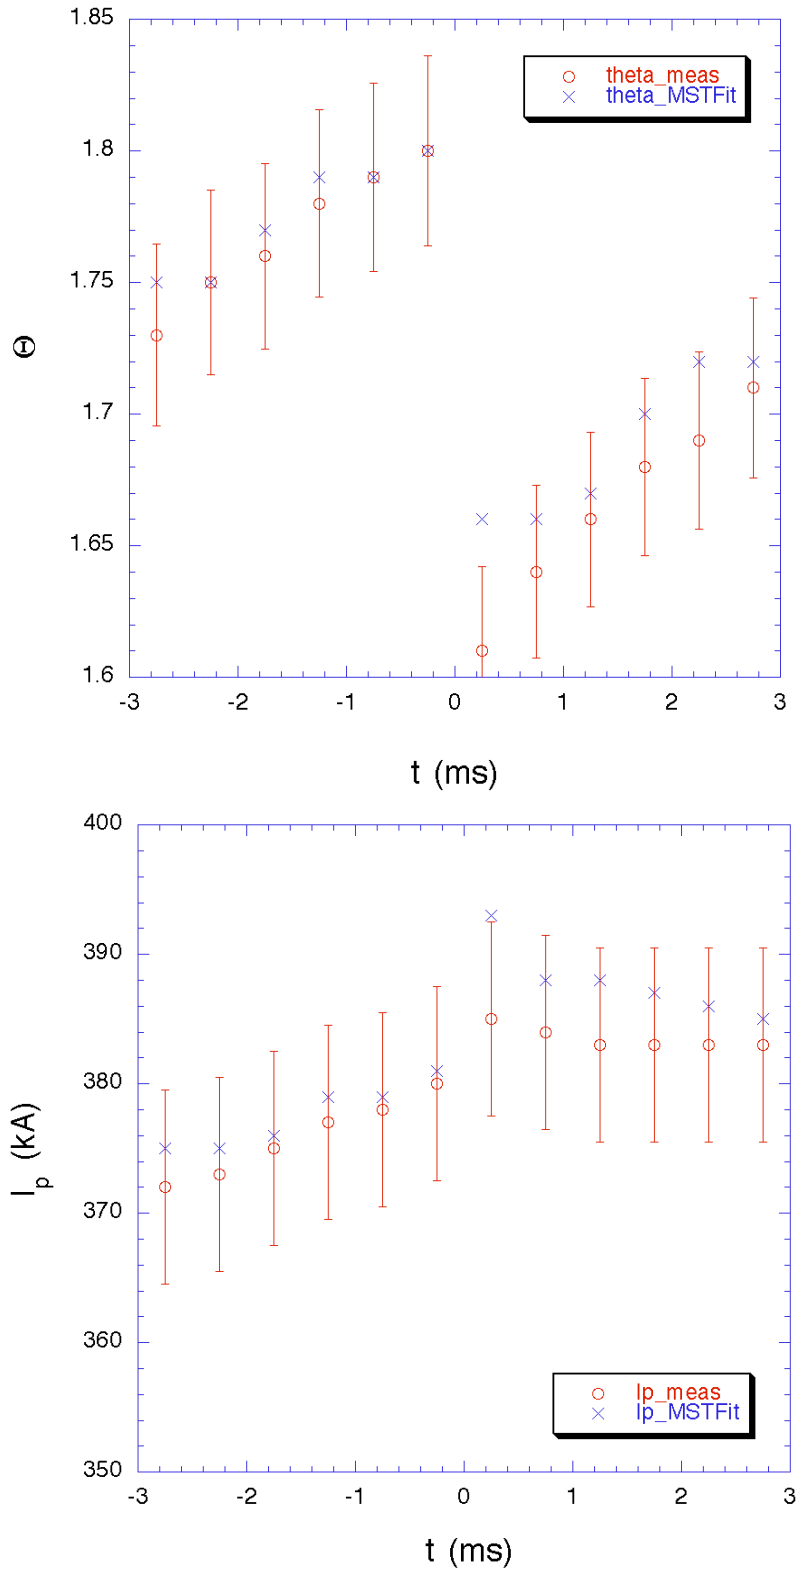 1.85
theta_meas
theta_MSTFit
1.8
1.75
Θ
1.7
1.65
1.6
-3 -2 -1 0 1 2 3
t (ms)
400
390
380
I_p (kA)
370
360
Ip_meas
Ip_MSTFit
350
-3 -2 -1 0 1 2 3
t (ms)